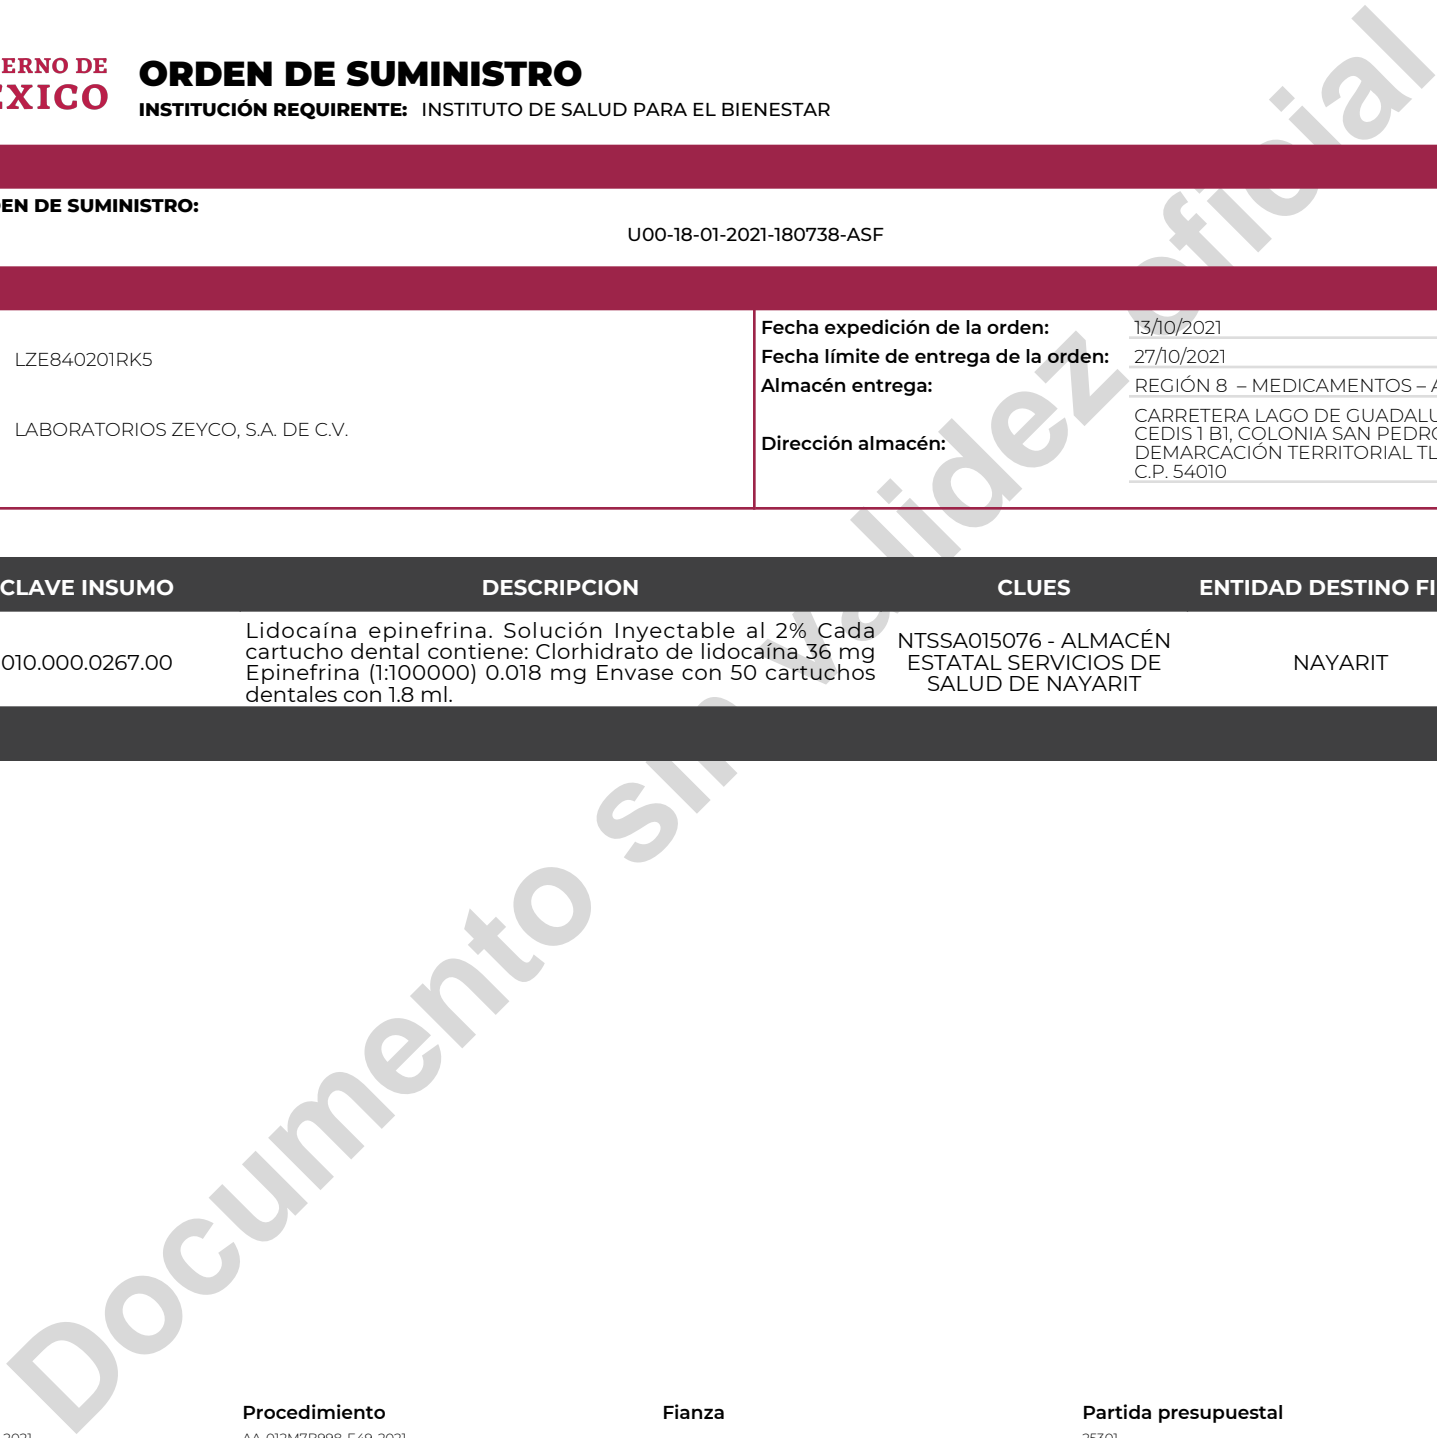 ERNO DE
ORDEN DE SUMINISTRO
INSTITUCIÓN REQUIRENTE: INSTITUTO DE SALUD PARA EL BIENESTAR
EN DE SUMINISTRO:
U00-18-01-2021-180738-ASF
LZE840201RK5
LABORATORIOS ZEYCO, S.A. DE C.V.
Fecha expedición de la orden: 13/10/2021
Fecha límite de entrega de la orden: 27/10/2021
Almacén entrega: REGIÓN 8 – MEDICAMENTOS –
Dirección almacén:
CARRETERA LAGO DE
CEDIS 1 B1, COLONIA SAN
DEMARCACIÓN TERRITORIAL
C.P. 54010
CLAVE INSUMO DESCRIPCION CLUES ENTIDAD DESTINO
010.000.0267.00
Lidocaína epinefrina. Solución Inyectable al 2% Cada
cartucho dental contiene: Clorhidrato de lidocaína 36 mg
Epinefrina (1:100000) 0.018 mg Envase con 50 cartuchos
dentales con 1.8 ml.
NTSSA015076 - ALMACÉN
ESTATAL SERVICIOS DE
SALUD DE NAYARIT
NAYARIT
Documento sin validez oficial
Procedimiento Fianza Partida presupuestal